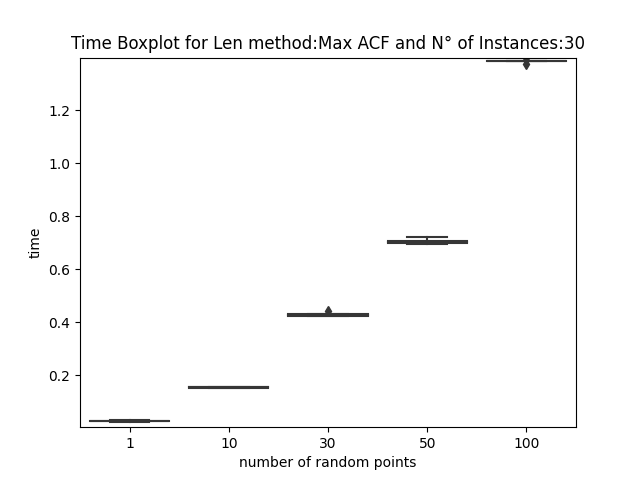 Time Boxplot for Len method:Max ACF and N° of Instances:30
1.2
1.0
0.8
0.6
0.4
0.2
time
1 10 30 50 100
number of random points